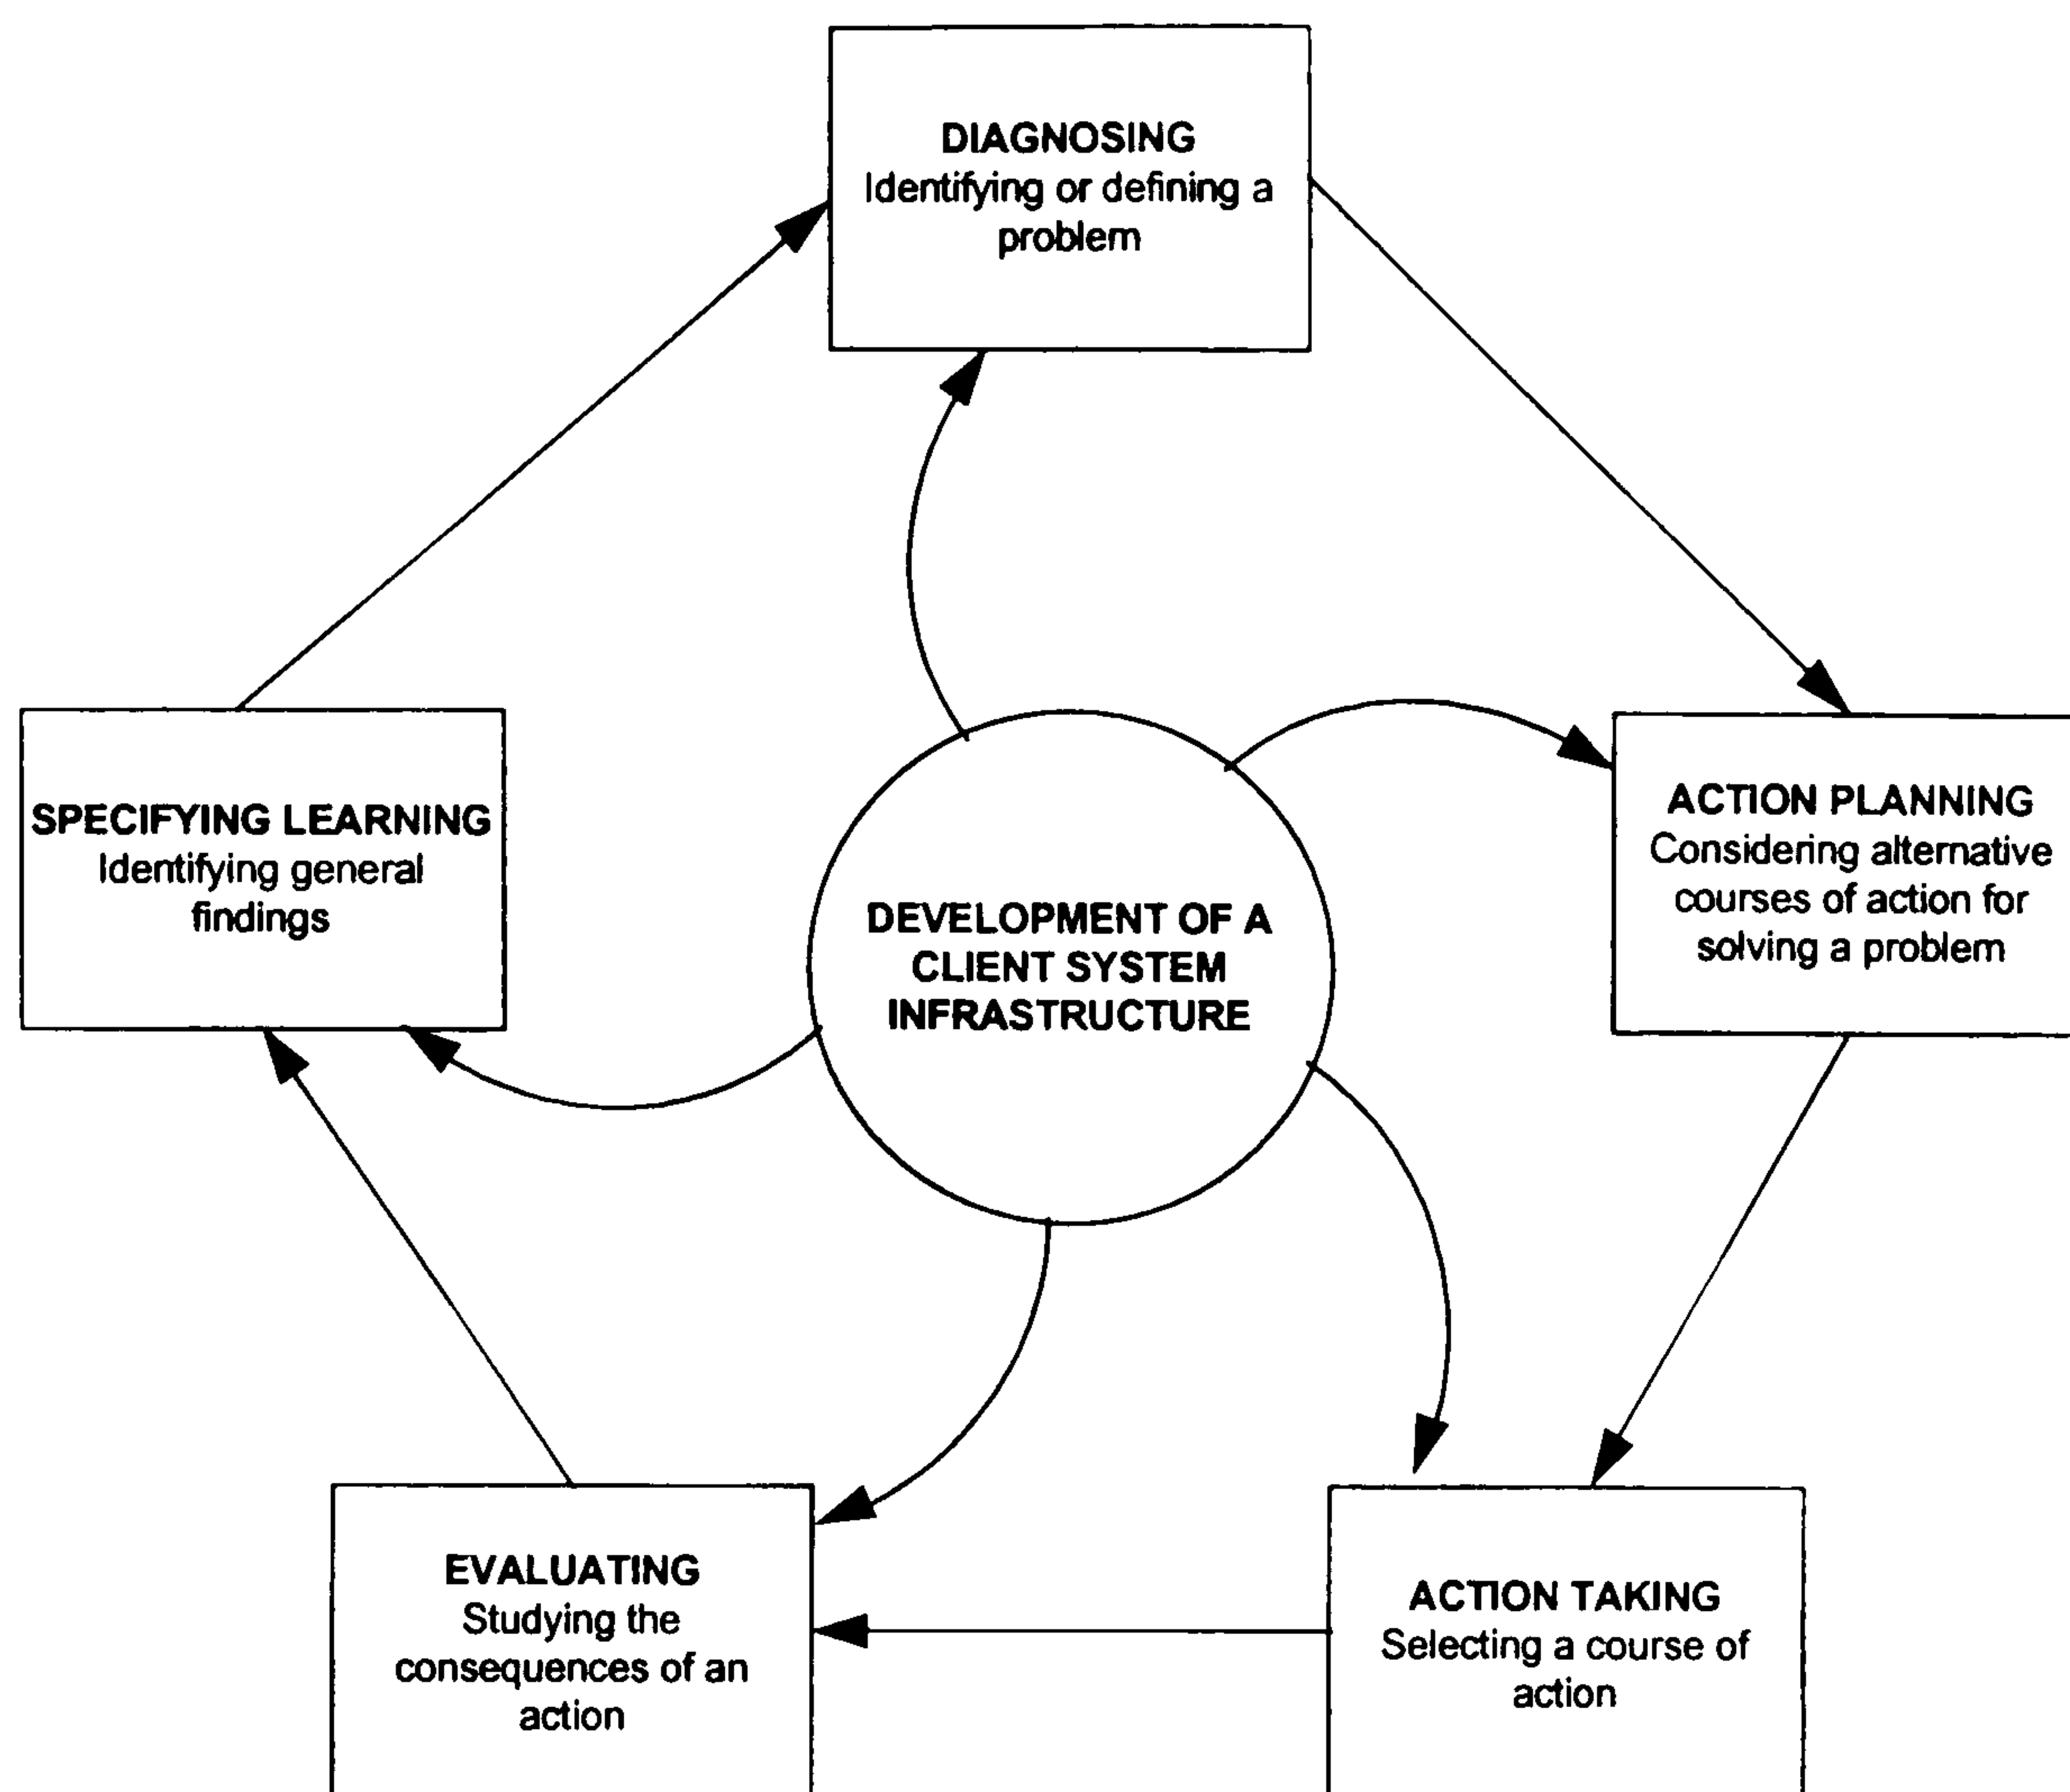 DIAGNOSING
Identifying or defining a
problem
SPECIFYING LEARNING
Identifying general
findings
DEVELOPMENT OF A
CLIENT SYSTEM
INFRASTRUCTURE
ACTION PLANNING
Considering alternative
courses of action for
solving a problem
EVALUATING
Studying the
consequences of an
action
ACTION TAKING
Selecting a course of
action